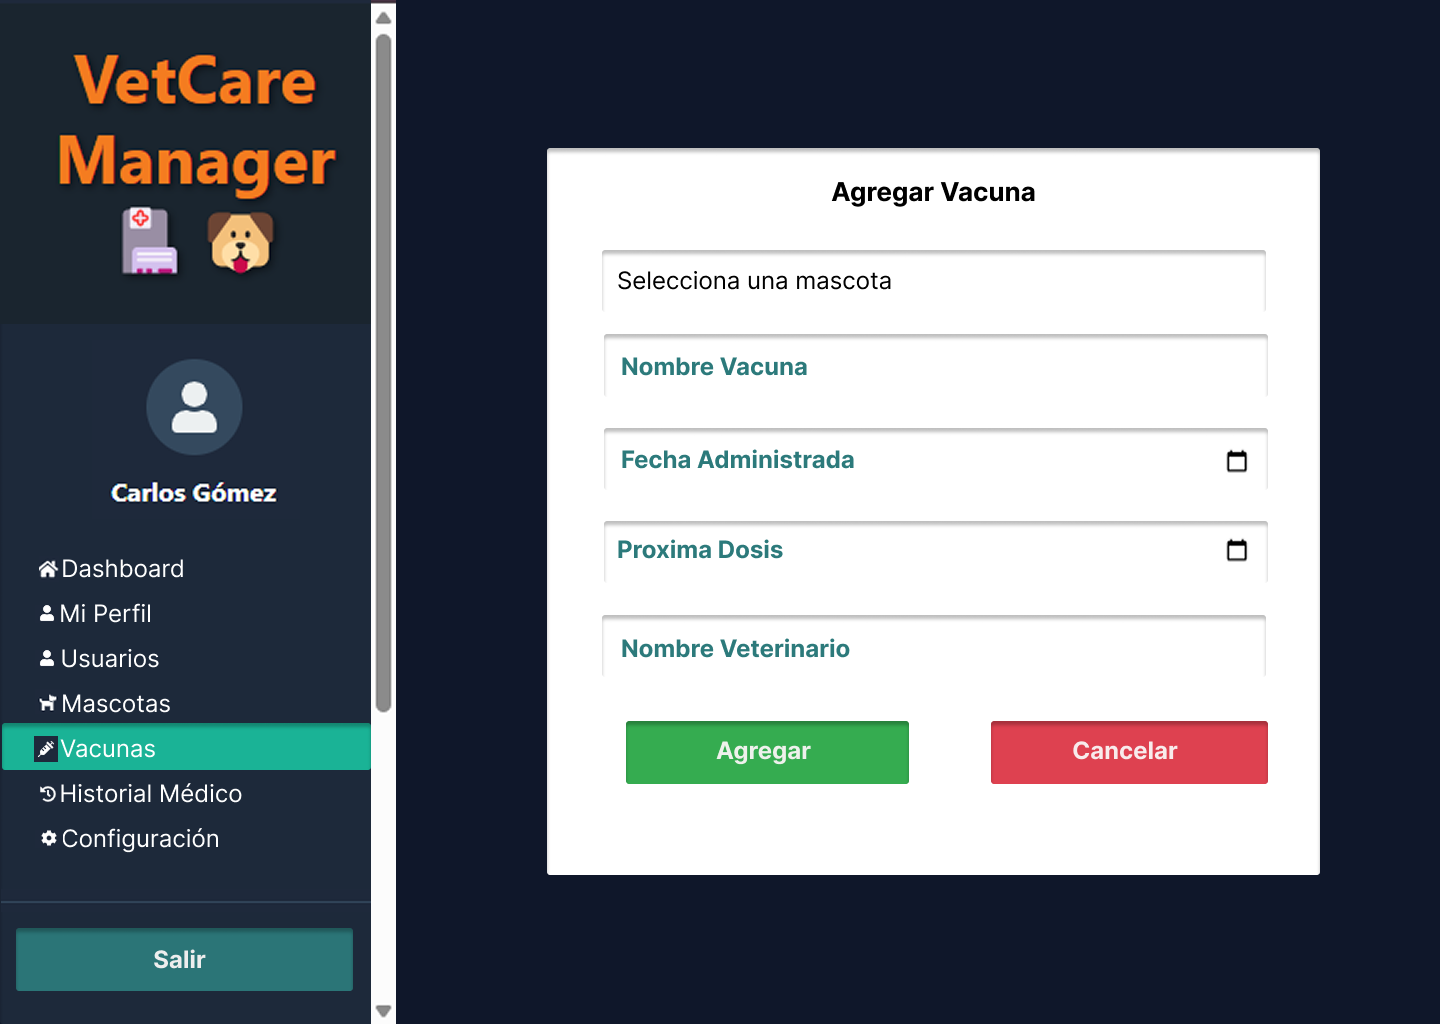 VetCare
Manager
Carlos Gómez
Dashboard
Mi Perfil
Usuarios
Mascotas
Vacunas
Historial Médico
Configuración
Salir
Agregar Vacuna
Selecciona una mascota
Nombre Vacuna
Fecha Administrada
Proxima Dosis
Nombre Veterinario
Agregar
Cancelar